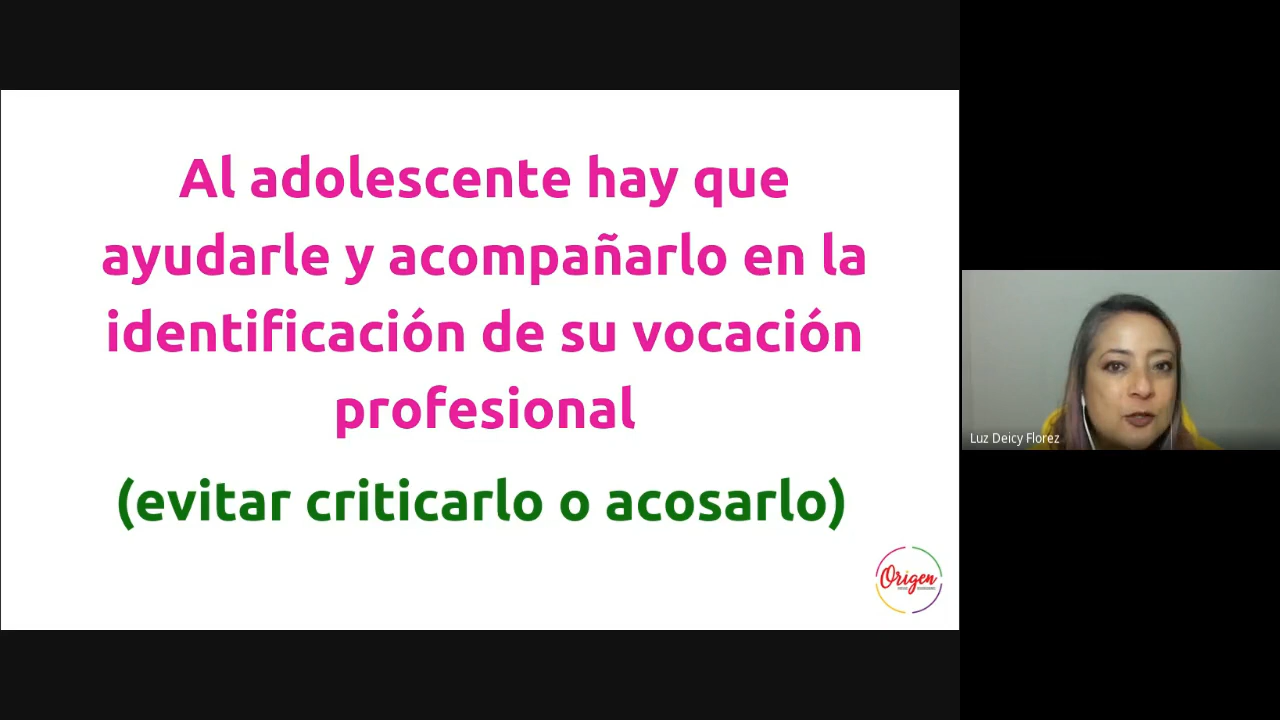 Al adolescente hay que
ayudarle y acompañarlo en la
identificación de su vocación
profesional
(evitar criticarlo o acosarlo)
Origen
Luz Deicy Florez